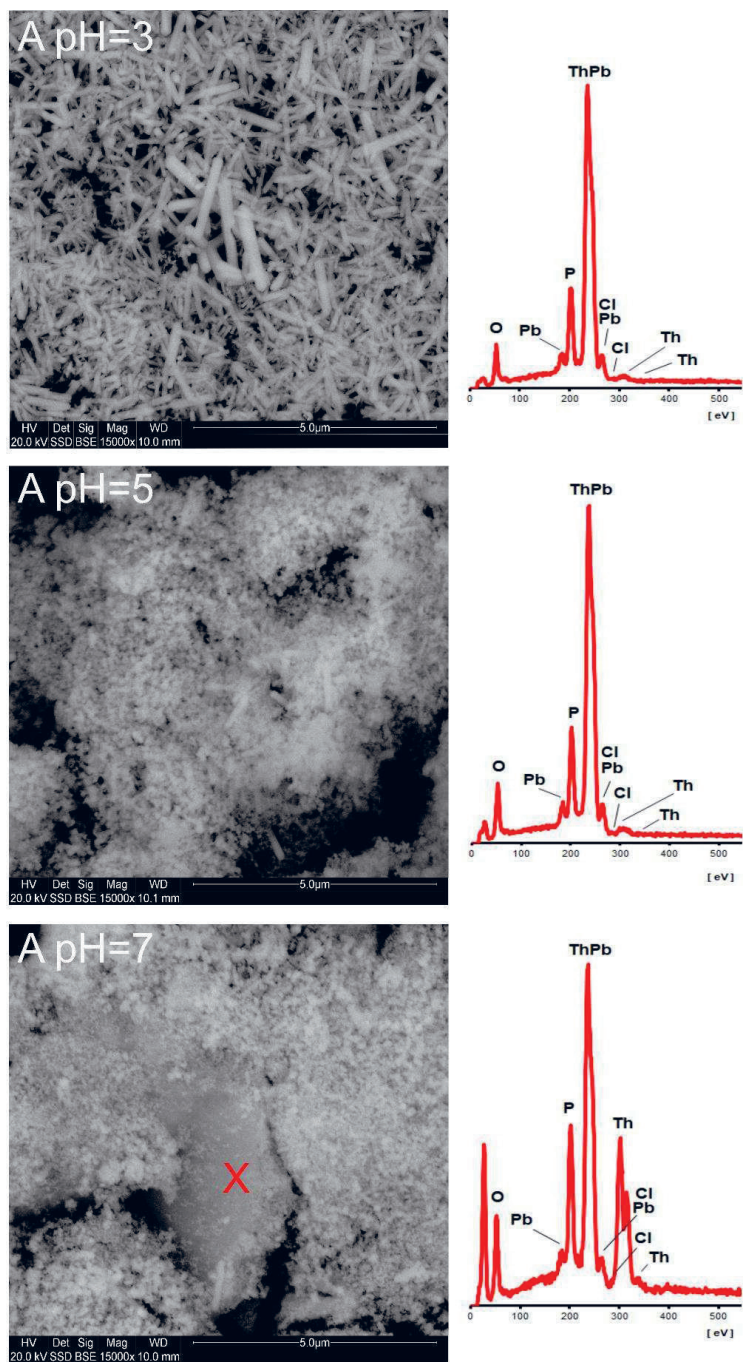 A pH=3
HV Det Sig Mag WD
20.0 kV SSD BSE 15000x 10.0 mm
5.0µm
ThPb
P
Cl
Pb
O
Pb
Cl
Th
Th
0 100 200 300 400 500
[ eV ]
A pH=5
HV Det Sig Mag WD
20.0 kV SSD BSE 15000x 10.1 mm
5.0µm
ThPb
P
Cl
Pb
O
Pb
Cl
Th
Th
0 100 200 300 400 500
[ eV ]
A pH=7
X
HV Det Sig Mag WD
20.0 kV SSD BSE 15000x 10.0 mm
5.0µm
ThPb
P
Th
O
Cl
Pb
Pb
Cl
Th
0 100 200 300 400 500
[ eV ]